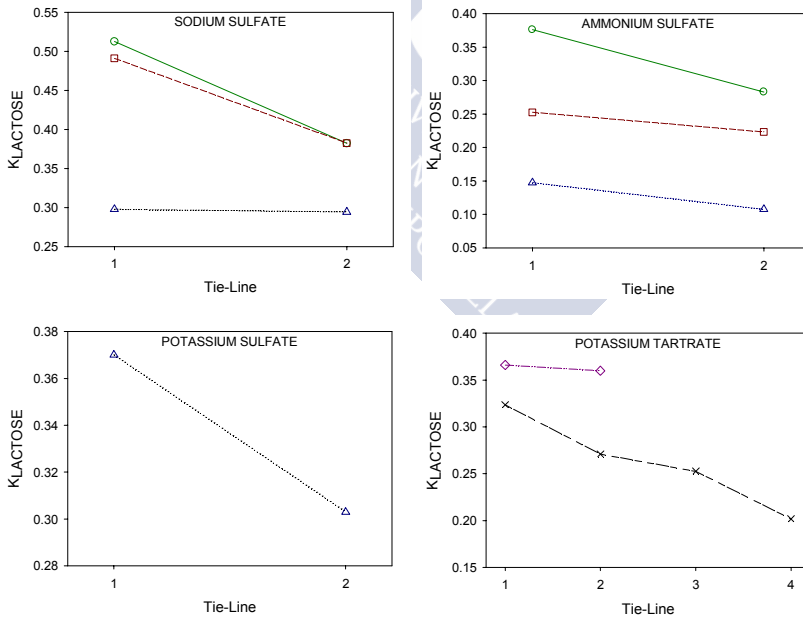 SODIUM SULFATE
0.55
0.50
0.45
0.40
0.35
0.30
0.25
KLACTOSE
1 2
Tie-Line
AMMONIUM SULFATE
0.40
0.35
0.30
0.25
0.20
0.15
0.10
0.05
KLACTOSE
1 2
Tie-Line
POTASSIUM SULFATE
0.38
0.36
0.34
0.32
0.30
0.28
KLACTOSE
1 2
Tie-Line
POTASSIUM TARTRATE
0.40
0.35
0.30
0.25
0.20
0.15
KLACTOSE
1 2 3 4
Tie-Line